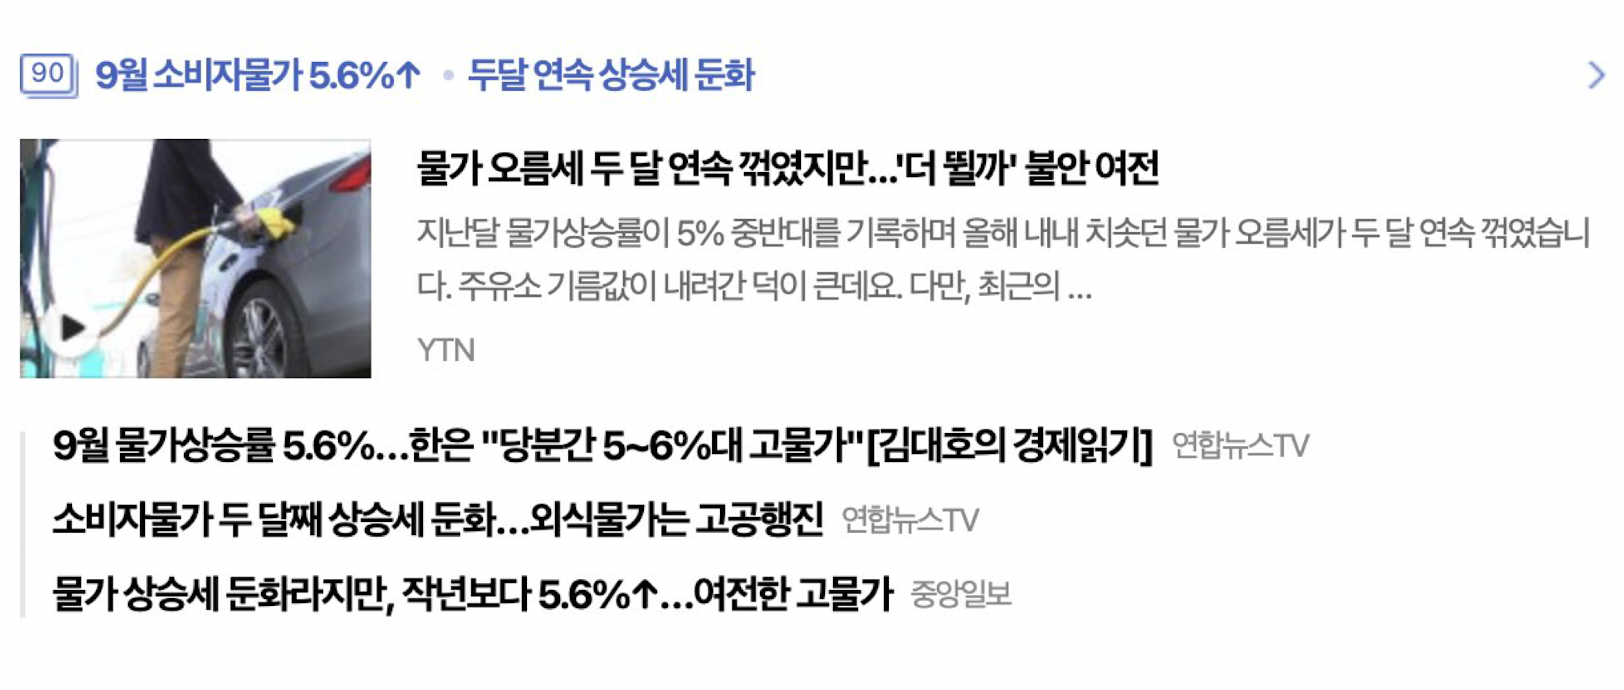 90 9월 소비자물가 5.6%↑ • 두달 연속 상승세 둔화
물가 오름세 두 달 연속 꺾였지만...'더 뛸까' 불안 여전
지난달 물가상승률이 5% 중반대를 기록하며 올해 내내 치솟던 물가 오름세가 두 달 연속 꺾였습니
다. 주유소 기름값이 내려간 덕이 큰데요. 다만, 최근의 ...
YTN
9월 물가상승률 5.6%…한은 "당분간 5~6%대 고물가"[김대호의 경제읽기] 연합뉴스TV
소비자물가 두 달째 상승세 둔화…외식물가는 고공행진 연합뉴스TV
물가 상승세 둔화라지만, 작년보다 5.6%↑…여전한 고물가 중앙일보